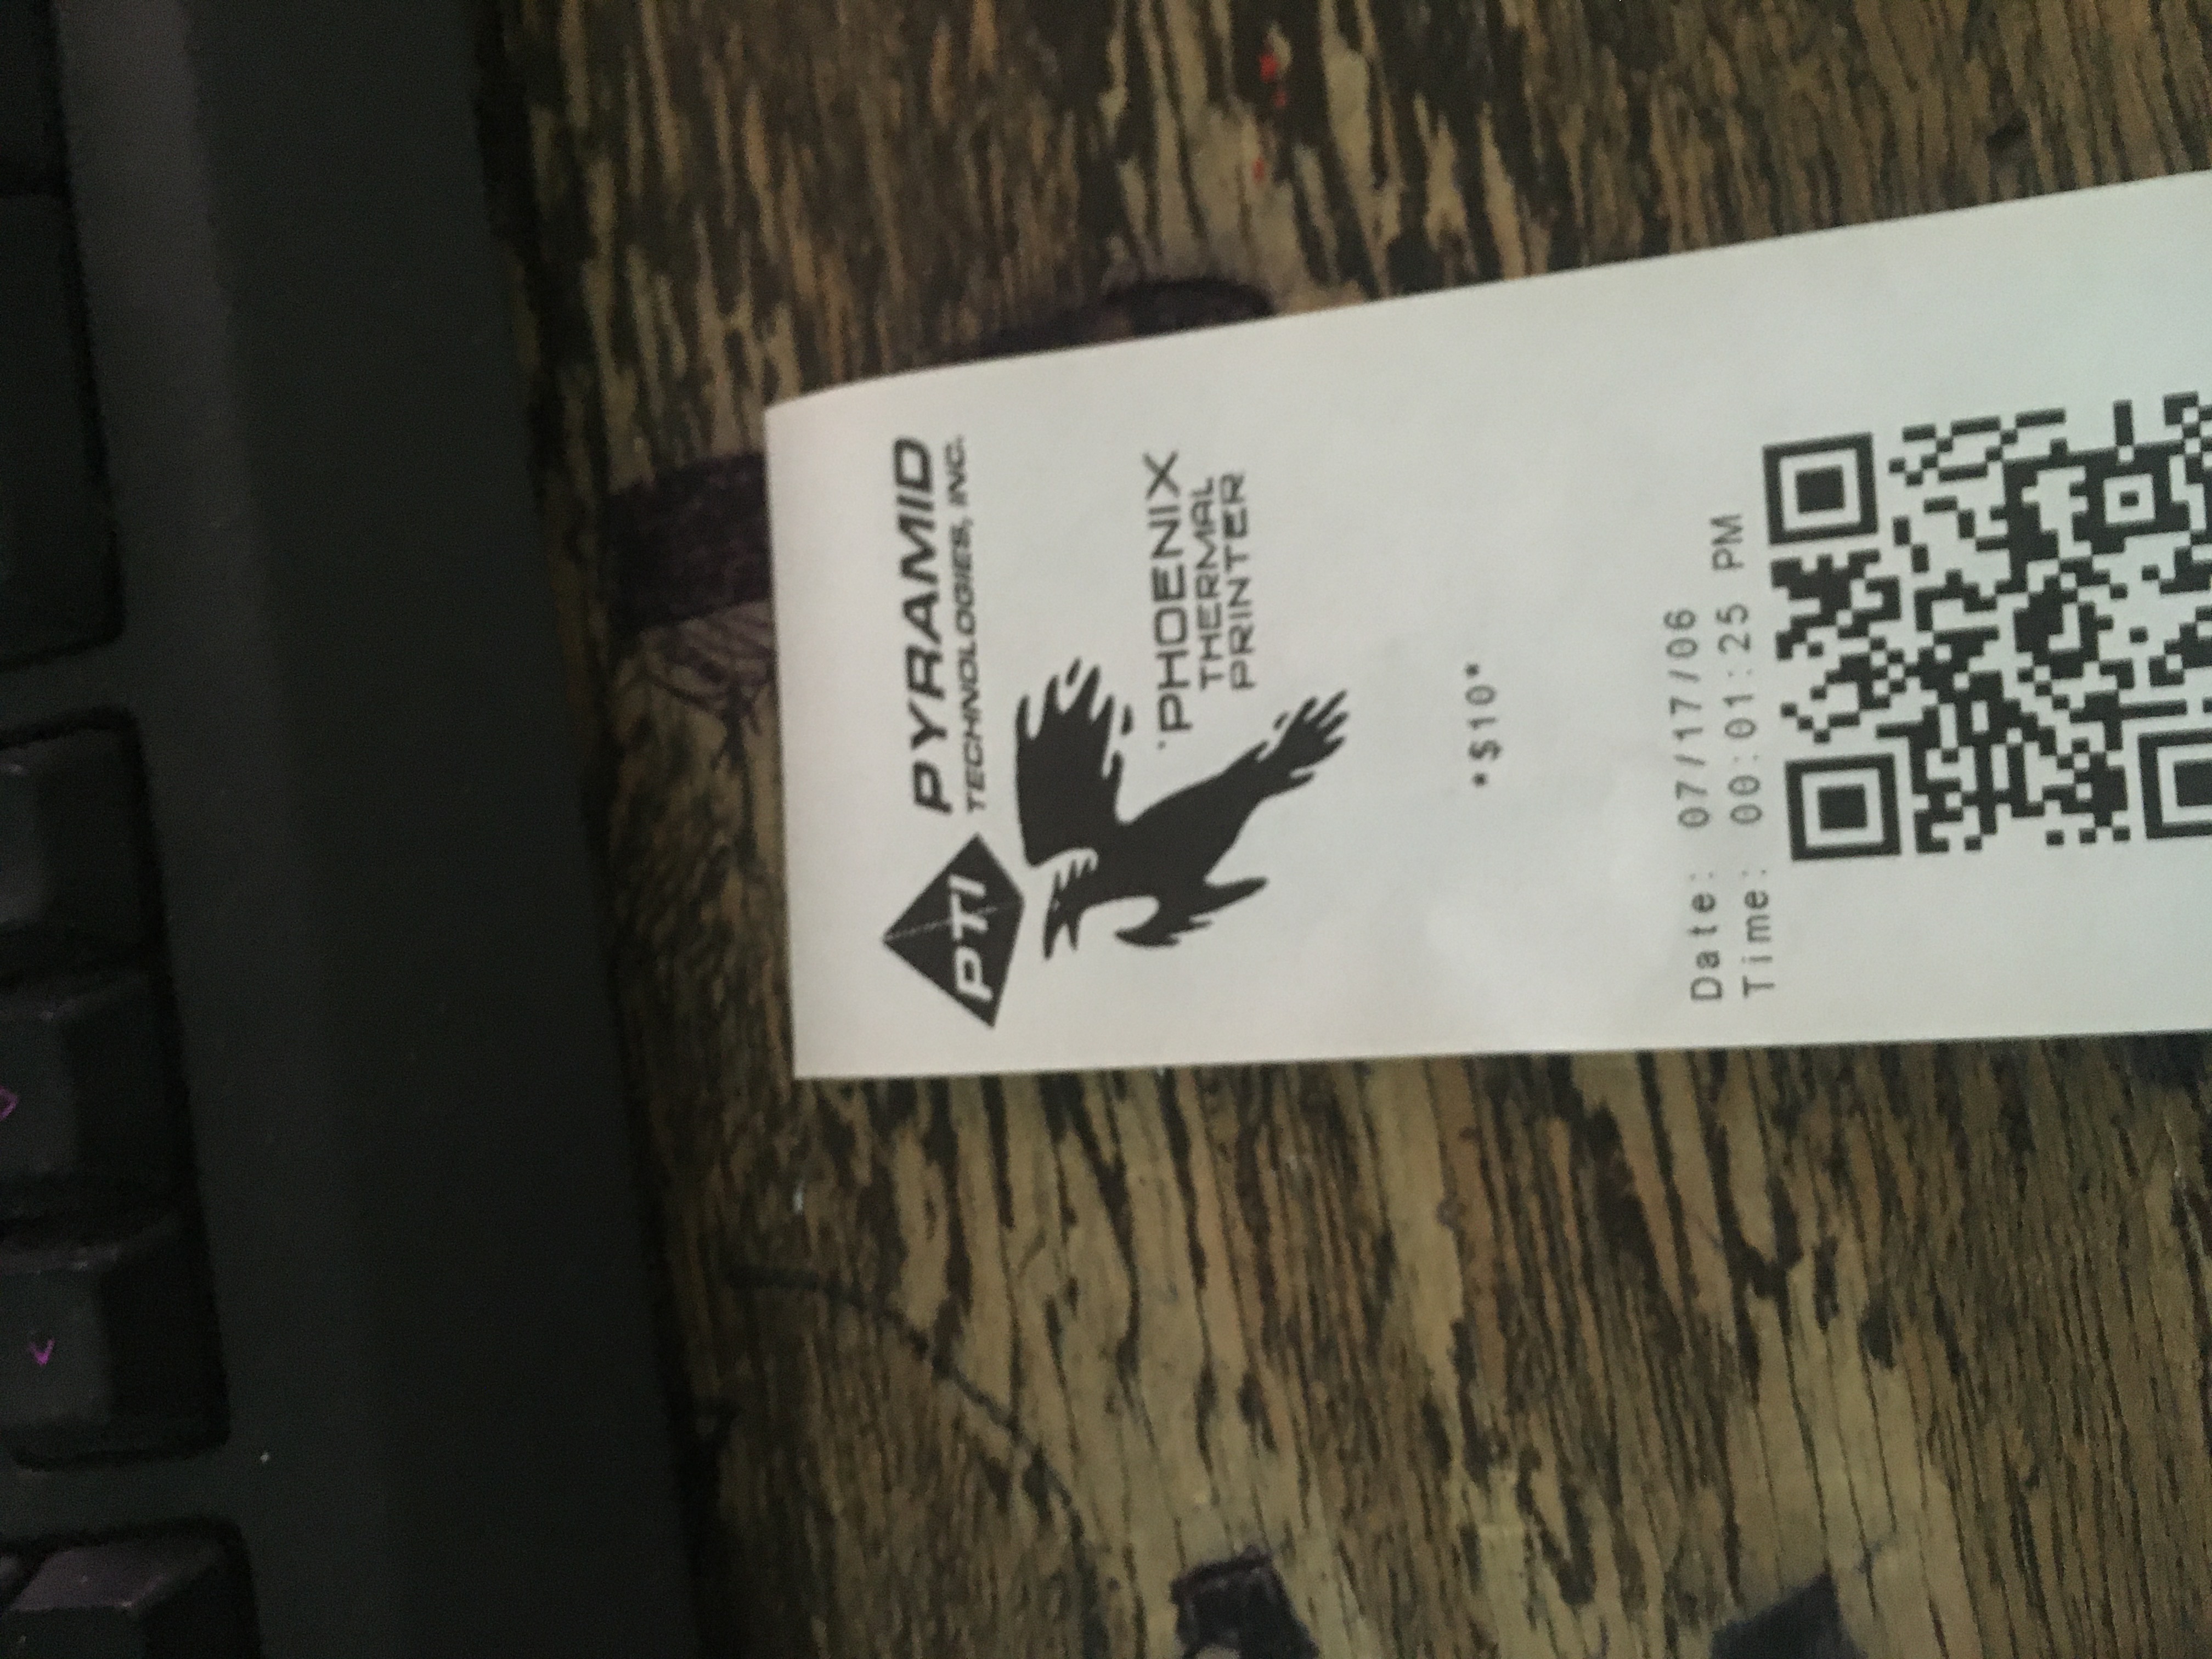 PTI
PYRAMID
TECHNOLOGIES, INC.
PHOENIX
THERMAL
PRINTER
*$10*
Date: 07/17/06
Time: 00:01:25 PM